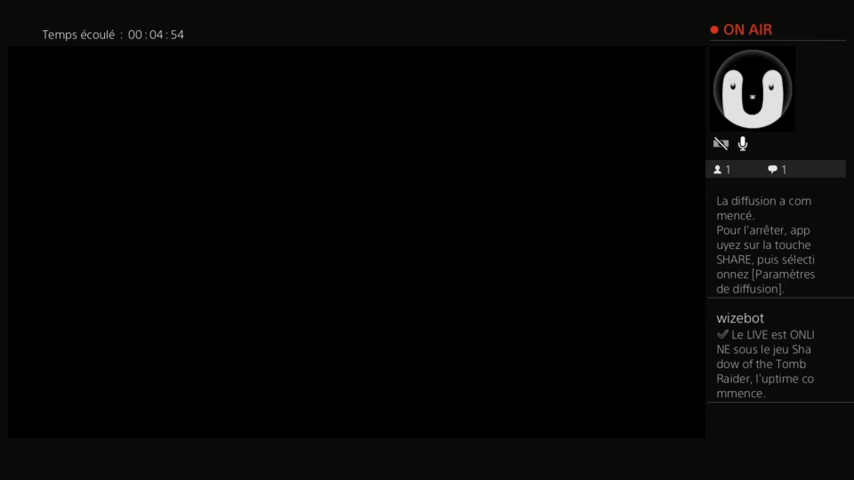 Temps écoulé : 00:04:54
ON AIR
1 1
La diffusion a com
mencé.
Pour l'arrêter, app
uyez sur la touche
SHARE, puis sélecti
onnez [Paramètres
de diffusion].
wizebot
✓ Le LIVE est ONLI
NE sous le jeu Sha
dow of the Tomb
Raider, l'uptime co
mmence.